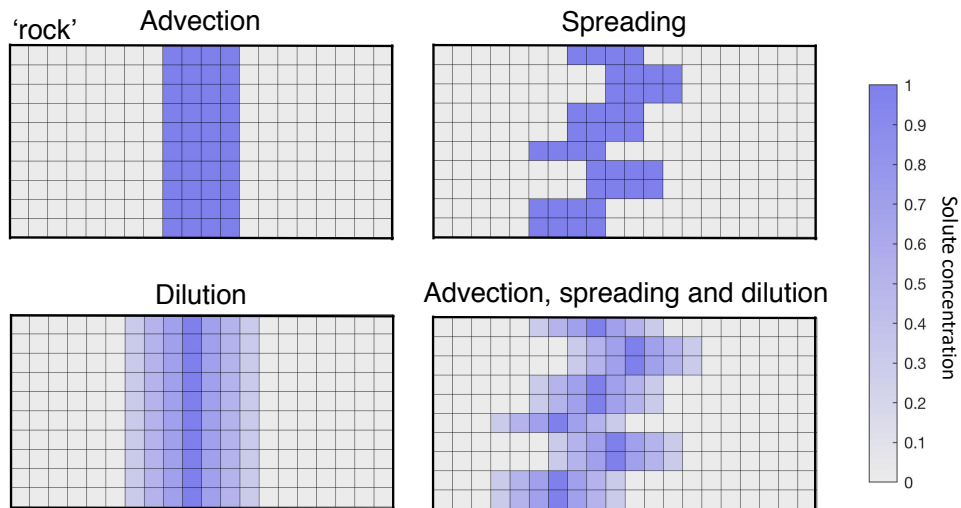 ‘rock’
Advection
Spreading
Dilution
Advection, spreading and dilution
1
0.9
0.8
0.7
0.6
0.5
0.4
0.3
0.2
0.1
0
Solute concentration